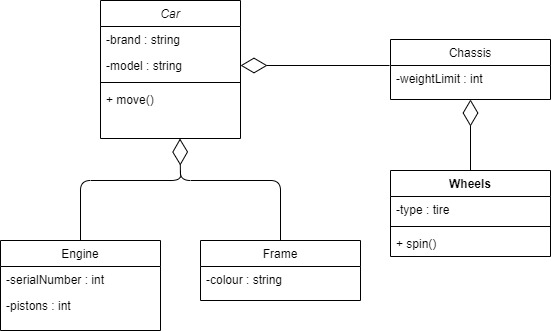 Car
-brand : string
-model : string
+ move()
Chassis
-weightLimit : int
Wheels
-type : tire
+ spin()
Engine
-serialNumber : int
-pistons : int
Frame
-colour : string